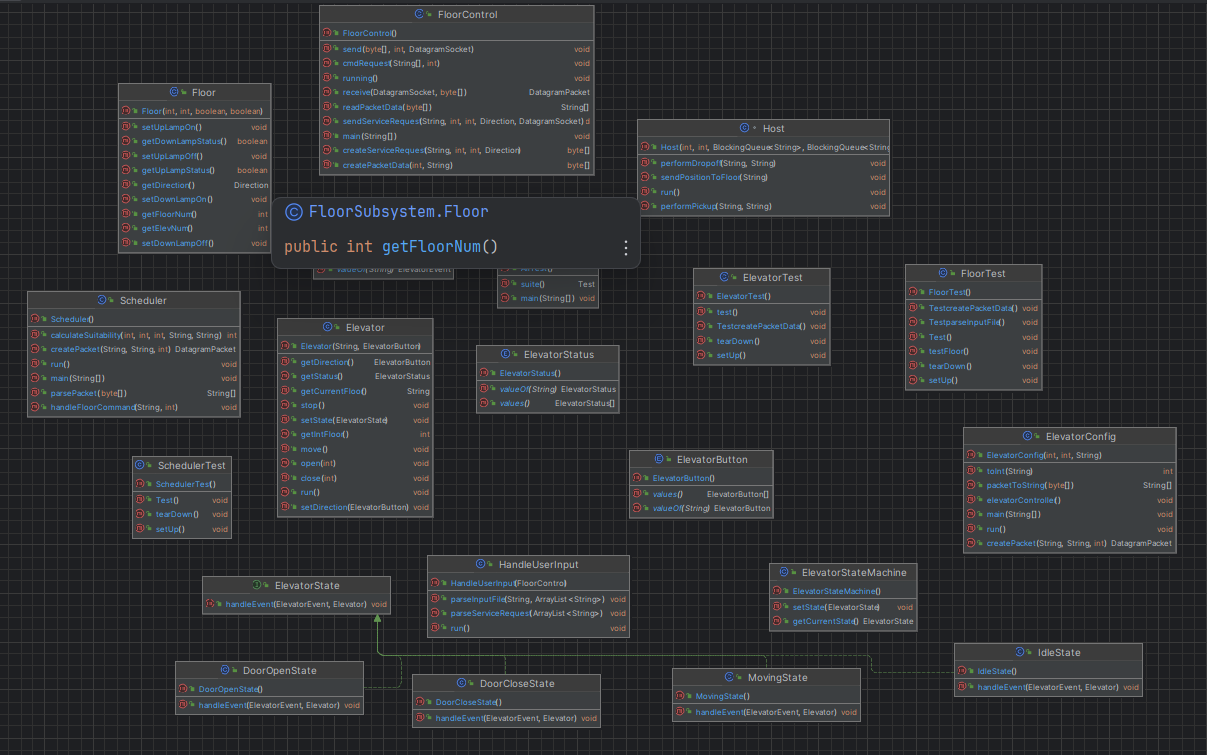 FloorControl
FloorControl()
send(byte[], int, DatagramSocket) void
cmdRequest(String[], int) void
running() void
receive(DatagramSocket, byte[]) DatagramPacket
readPacketData(byte[]) String[]
sendServiceReques(String, int, int, Direction, DatagramSocket)
main(String[]) void
createServiceReques(String, int, int, Direction) byte[]
createPacketData(int, String) byte[]
Floor
Floor(int, int, boolean, boolean)
setUpLampOn() void
getDownLampStatus() boolean
setUpLampOff() void
getUpLampStatus() boolean
getDirection() Direction
setDownLampOn() void
getFloorNum() int
getElevNum() int
setDownLampOff() void
Host
Host(int, int, BlockingQueue<String>, BlockingQueue<String
performDropoff(String, String) void
sendPositionToFloor(String) void
run() void
performPickup(String, String) void
FloorSubsystem.Floor
public int getFloorNum()
valueOf(String) ElevatorEvent
suite() Test
main(String[]) void
ElevatorTest
ElevatorTest()
test() void
TestcreatePacketData() void
tearDown() void
setUp() void
FloorTest
FloorTest()
TestcreatePacketData() void
TestparseInputFile() void
Test() void
testFloor() void
tearDown() void
setUp() void
Scheduler
Scheduler()
calculateSuitability(int, int, int, String, String) int
createPacket(String, String, int) DatagramPacket
run() void
main(String[]) void
parsePacket(byte[]) String[]
handleFloorCommand(String, int) void
Elevator
Elevator(String, ElevatorButton)
getDirection() ElevatorButton
getStatus() ElevatorStatus
getCurrentFloo() String
stop() void
setState(ElevatorState) void
getIntFloor() int
move() void
open(int) void
close(int) void
run() void
setDirection(ElevatorButton) void
ElevatorStatus
ElevatorStatus()
valueOf(String) ElevatorStatus
values() ElevatorStatus[]
ElevatorConfig
ElevatorConfig(int, int, String)
toInt(String) int
packetToString(byte[]) String[]
elevatorControlle() void
main(String[]) void
run() void
createPacket(String, String, int) DatagramPacket
SchedulerTest
SchedulerTes()
Test() void
tearDown() void
setUp() void
ElevatorButton
ElevatorButton()
values() ElevatorButton[]
valueOf(String) ElevatorButton
HandleUserInput
HandleUserInput(FloorContro)
parseInputFile(String, ArrayList<String>) void
parseServiceReques(ArrayList<String>) void
run() void
ElevatorStateMachine
ElevatorStateMachine()
setState(ElevatorState) void
getCurrentState() ElevatorState
ElevatorState
handleEvent(ElevatorEvent, Elevator) void
DoorOpenState
DoorOpenState()
handleEvent(ElevatorEvent, Elevator) void
DoorCloseState
DoorCloseState()
handleEvent(ElevatorEvent, Elevator) void
MovingState
MovingState()
handleEvent(ElevatorEvent, Elevator) void
IdleState
IdleState()
handleEvent(ElevatorEvent, Elevator) void